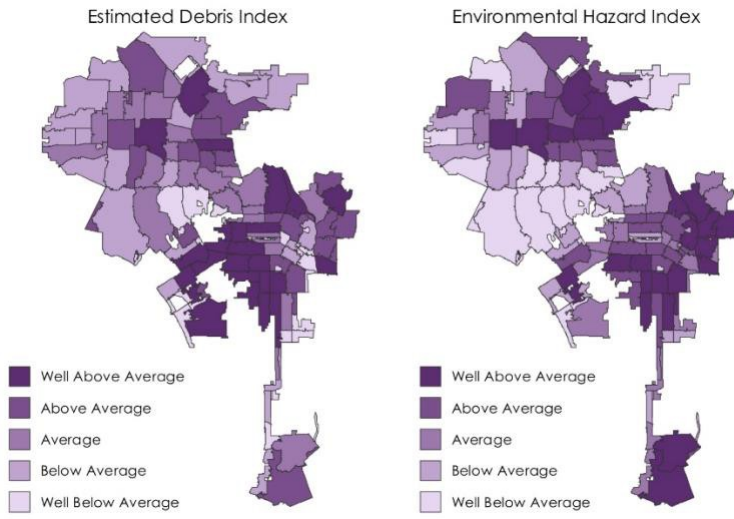 Estimated Debris Index
Environmental Hazard Index
Well Above Average
Above Average
Average
Below Average
Well Below Average
Well Above Average
Above Average
Average
Below Average
Well Below Average